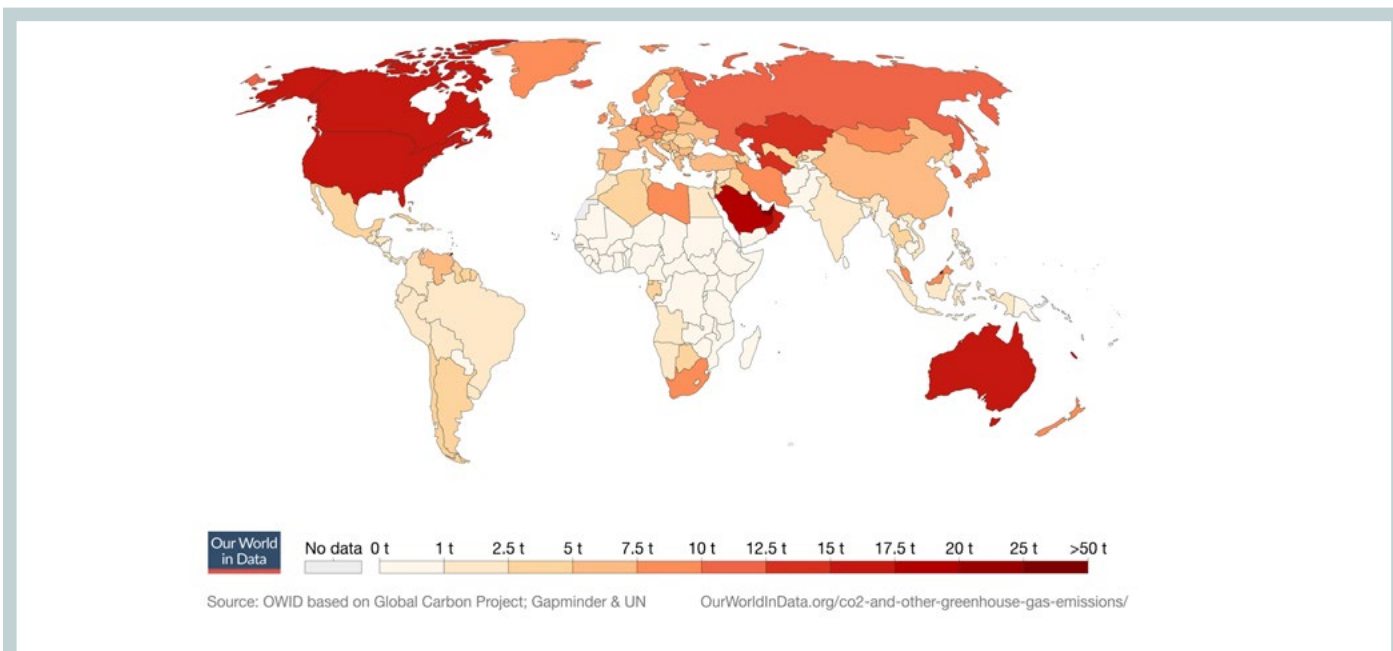 Our World
in Data
No data 0 t 1 t 2.5 t 5 t 7.5 t 10 t 12.5 t 15 t 17.5 t 20 t 25 t >50 t
Source: OWID based on Global Carbon Project; Gapminder & UN OurWorldInData.org/co2-and-other-greenhouse-gas-emissions/